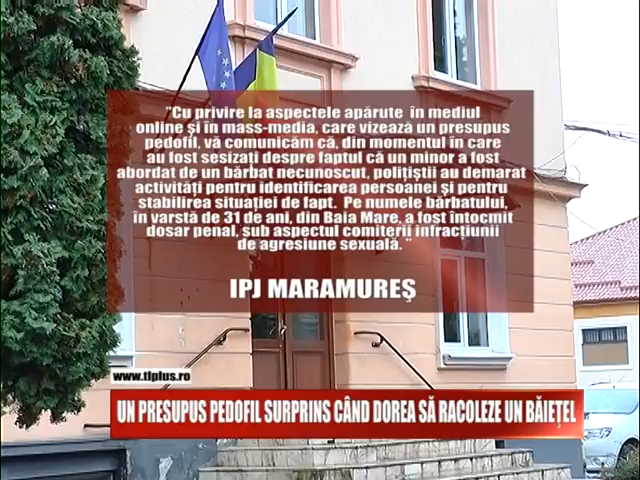 "Cu privire la aspectele apărute în mediul
online și în mass-media, care vizează un presupus
pedofil, vă comunicăm că, din momentul în care
au fost sesizați despre faptul că un minor a fost
abordat de un bărbat necunoscut, polițiștii au demarat
activități pentru identificarea persoanei și pentru
stabilirea situației de fapt. Pe numele bărbatului,
în varstă de 31 de ani, din Baia Mare, a fost întocmit
dosar penal, sub aspectul comiterii infracțiunii
de agresiune sexuală. "
IPJ MARAMUREȘ
www.tlplus.ro
UN PRESUPUS PEDOFIL SURPRINS CÂND DOREA SĂ RACOLEZE UN BĂIEȚEL